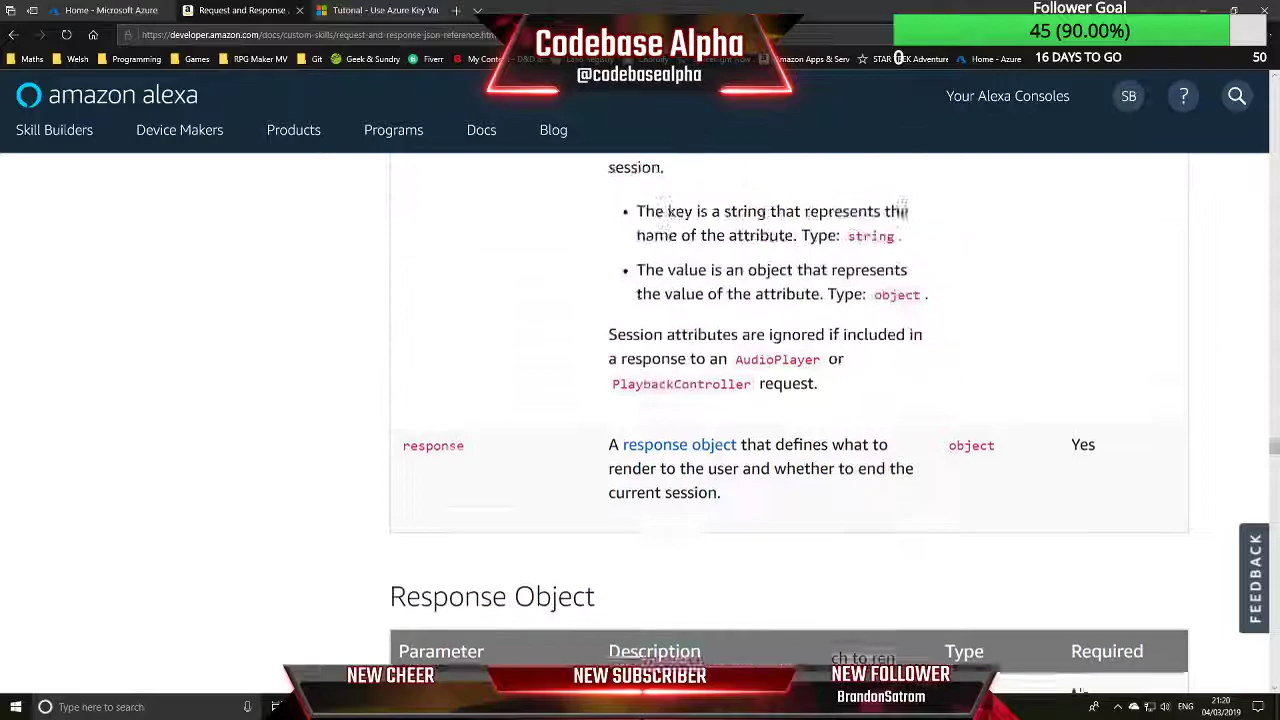 Home - Microsoft Azure
Request and Response
Tutorial - Use Azure Key Vau
Follower Goal
45 (90.00%)
0
16 DAYS TO GO
50
Codebase Alpha
@codebasealpha
Maths
Mish
Programming
Games
RPG Maker MV
Git
Geek & Sundry
Fiverr
My Cont
Amazon Apps & Serv
Home - Azure
amazon alexa
Your Alexa Consoles
SB
?
Skill Builders
Device Makers
Products
Programs
Docs
Blog
session.
• The key is a string that represents the
name of the attribute. Type: string.
• The value is an object that represents
the value of the attribute. Type: object.
Session attributes are ignored if included in
a response to an AudioPlayer or
PlaybackController request.
response
A response object that defines what to
render to the user and whether to end the
current session.
object
Yes
FEEDBACK
Response Object
Parameter
Description
Type
Required
NEW CHEER
NEW SUBSCRIBER
NEW FOLLOWER
BrandonSatrom
Type here to search
ENG
21:20
04/03/2019